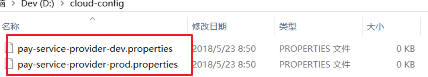 Dev (D:) > cloud-config
名称 修改日期 类型 大小
pay-service-provider-dev.properties 2018/5/23 8:50 PROPERTIES 文件 0 KB
pay-service-provider-prod.properties 2018/5/23 8:50 PROPERTIES 文件 0 KB